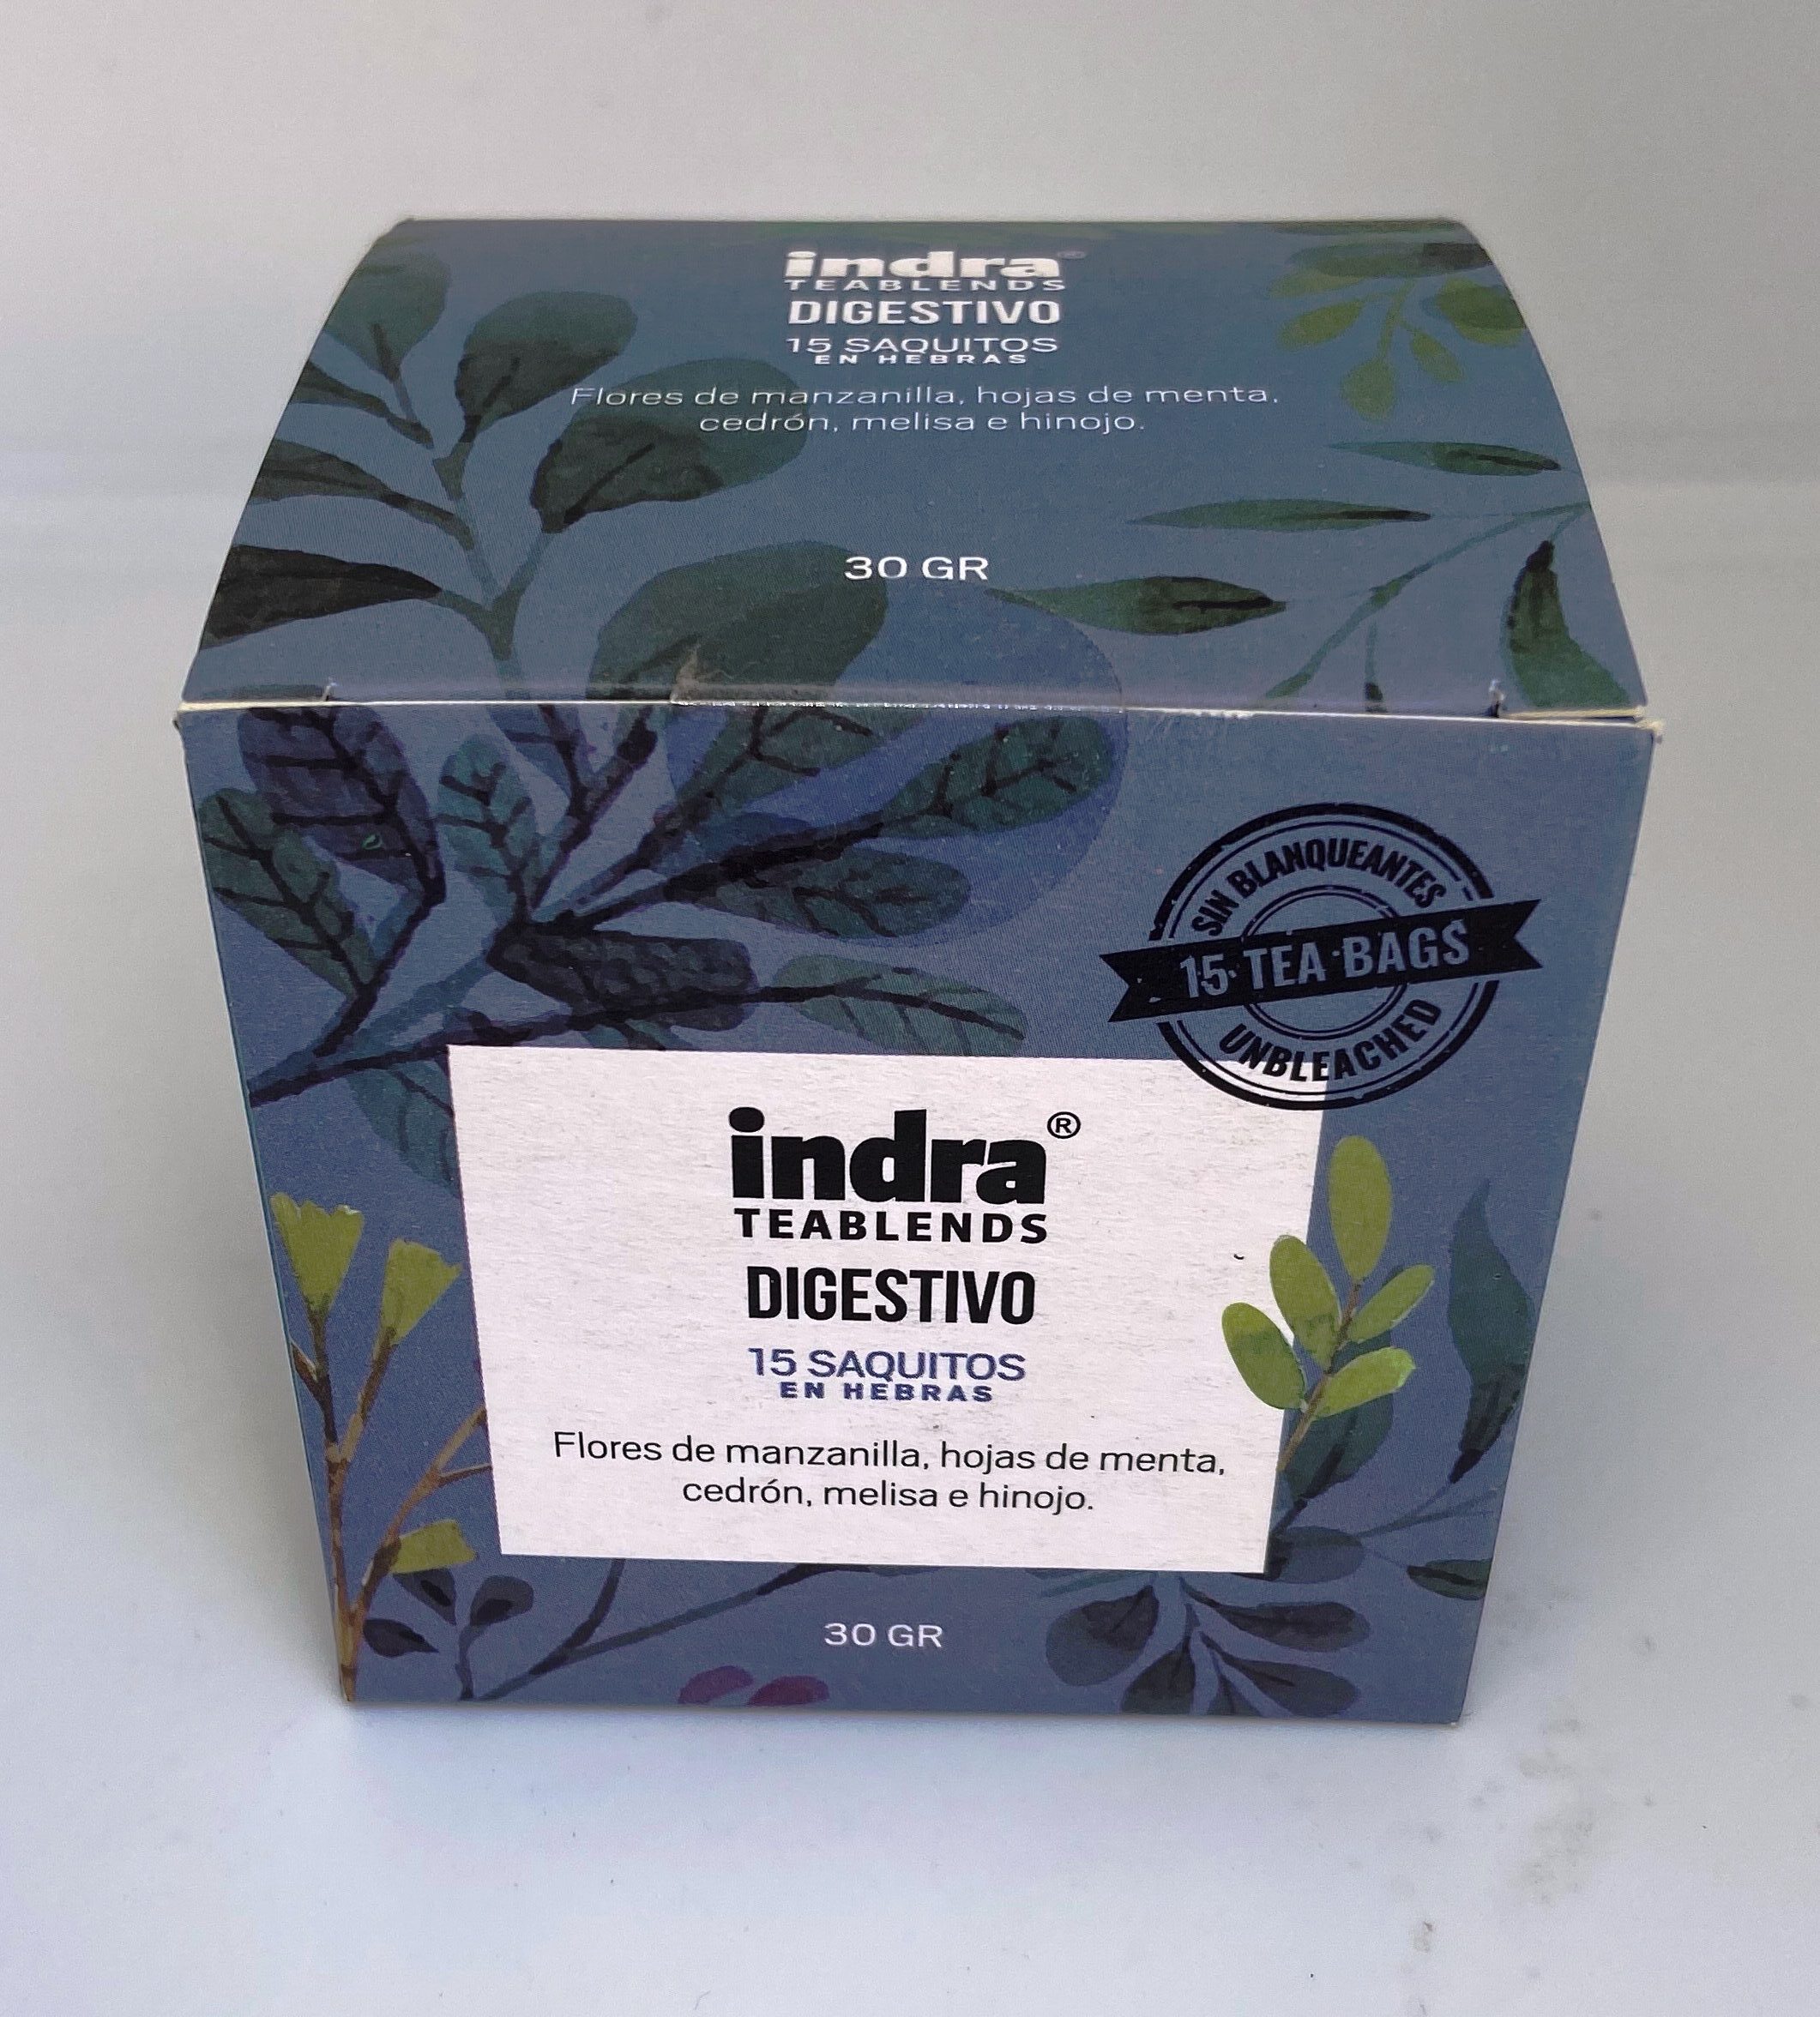 indra
TEABLENDS
DIGESTIVO
15 SAQUITOS
EN HEBRAS
Flores de manzanilla, hojas de menta,
cedrón, melisa e hinojo.
30 GR
SIN BLANQUEANTES
15 TEA BAGS
UNBLEACHED
indra®
TEABLENDS
DIGESTIVO
15 SAQUITOS
EN HEBRAS
Flores de manzanilla, hojas de menta,
cedrón, melisa e hinojo.
30 GR